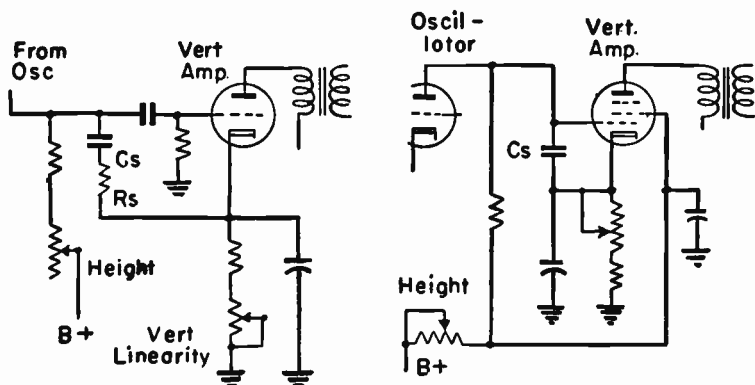 From
Osc
Vert
Amp.
Cs
Rs
Height
B+
Vert
Linearity
Oscil-
lotor
Vert.
Amp.
Cs
Height
B+